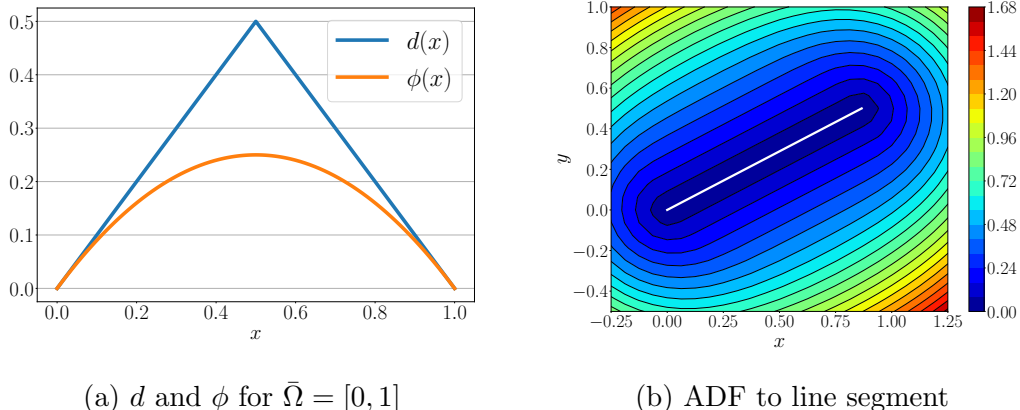 0.5
0.4
0.3
0.2
0.1
0.0
d(x)
ϕ(x)
0.0 0.2 0.4 0.6 0.8 1.0
x
(a) d and ϕ for Ω̄ = [0, 1]
1.0
0.8
0.6
0.4
0.2
0.0
−0.2
−0.4
y
−0.25 0.00 0.25 0.50 0.75 1.00 1.25
x
1.68
1.44
1.20
0.96
0.72
0.48
0.24
0.00
(b) ADF to line segment